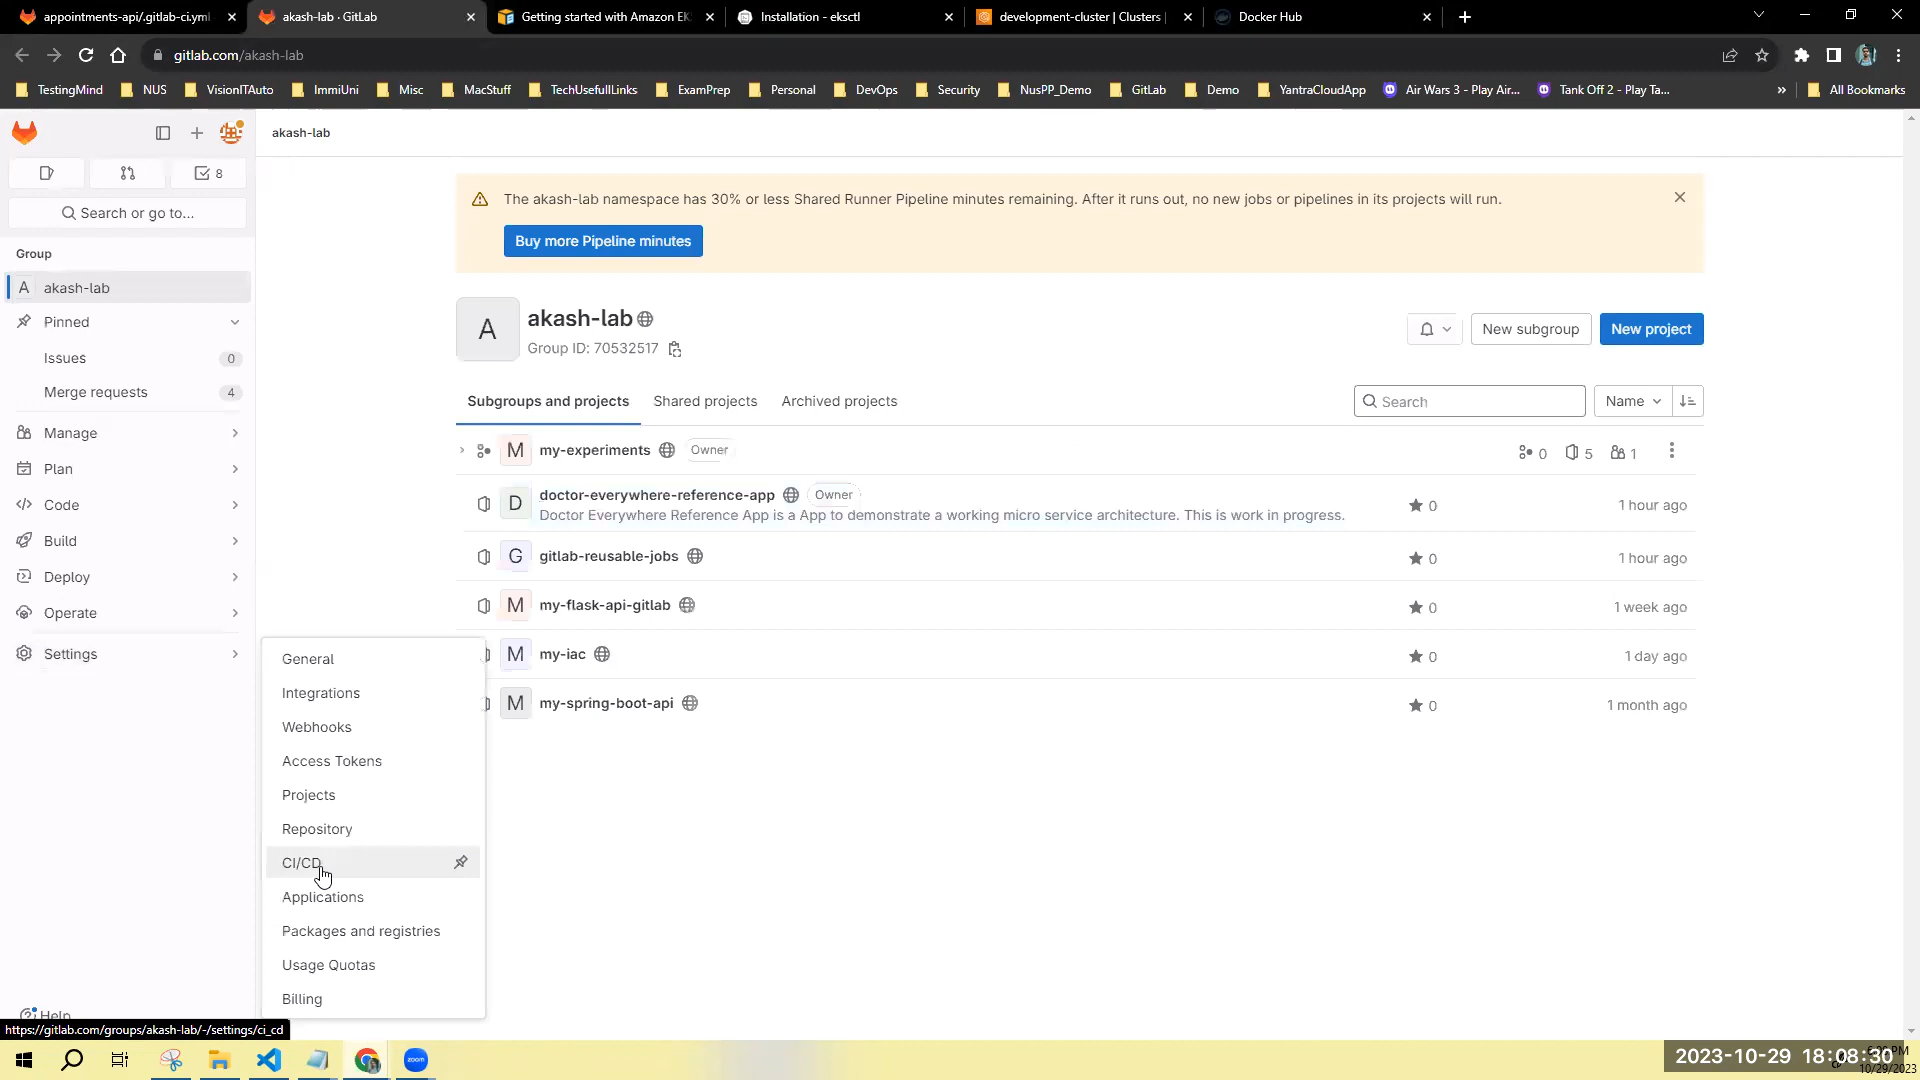 appointments-api/.gitlab-ci.yml
akash-lab · GitLab
Getting started with Amazon EK
Installation - eksctl
development-cluster | Clusters |
Docker Hub
gitlab.com/akash-lab
TestingMind
NUS
VisionITAuto
ImmiUni
Misc
MacStuff
TechUsefullLinks
ExamPrep
Personal
DevOps
Security
NusPP_Demo
GitLab
Demo
YantraCloudApp
Air Wars 3 - Play Air...
Tank Off 2 - Play Ta...
»
All Bookmarks
akash-lab
8
Search or go to...
Group
A akash-lab
Pinned
Issues 0
Merge requests 4
Manage
Plan
Code
Build
Deploy
Operate
Settings
Help
General
Integrations
Webhooks
Access Tokens
Projects
Repository
CI/CD
Applications
Packages and registries
Usage Quotas
Billing
The akash-lab namespace has 30% or less Shared Runner Pipeline minutes remaining. After it runs out, no new jobs or pipelines in its projects will run.
Buy more Pipeline minutes
A
akash-lab
Group ID: 70532517
New subgroup
New project
Subgroups and projects
Shared projects
Archived projects
Search
Name
M my-experiments Owner 0 5 1
D doctor-everywhere-reference-app Owner 0 1 hour ago
Doctor Everywhere Reference App is a App to demonstrate a working micro service architecture. This is work in progress.
G gitlab-reusable-jobs 0 1 hour ago
M my-flask-api-gitlab 0 1 week ago
M my-iac 0 1 day ago
M my-spring-boot-api 0 1 month ago
https://gitlab.com/groups/akash-lab/-/settings/ci_cd
zoom
2023-10-29 18:08:30
10/29/2023